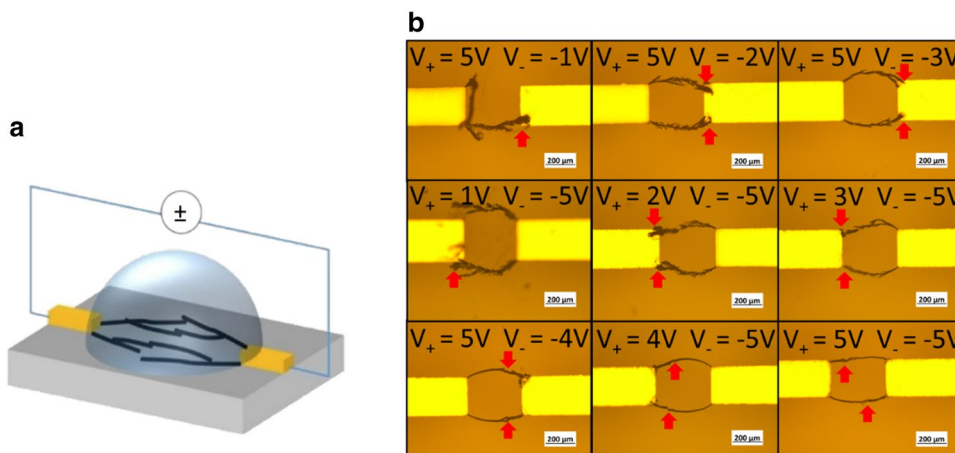 a
±
b
V+ = 5V V- = -1V
V+ = 5V V- = -2V
V+ = 5V V- = -3V
200 µm
200 µm
200 µm
V+ = 1V V- = -5V
V+ = 2V V- = -5V
V+ = 3V V- = -5V
200 µm
200 µm
200 µm
V+ = 5V V- = -4V
V+ = 4V V- = -5V
V+ = 5V V- = -5V
200 µm
200 µm
200 µm